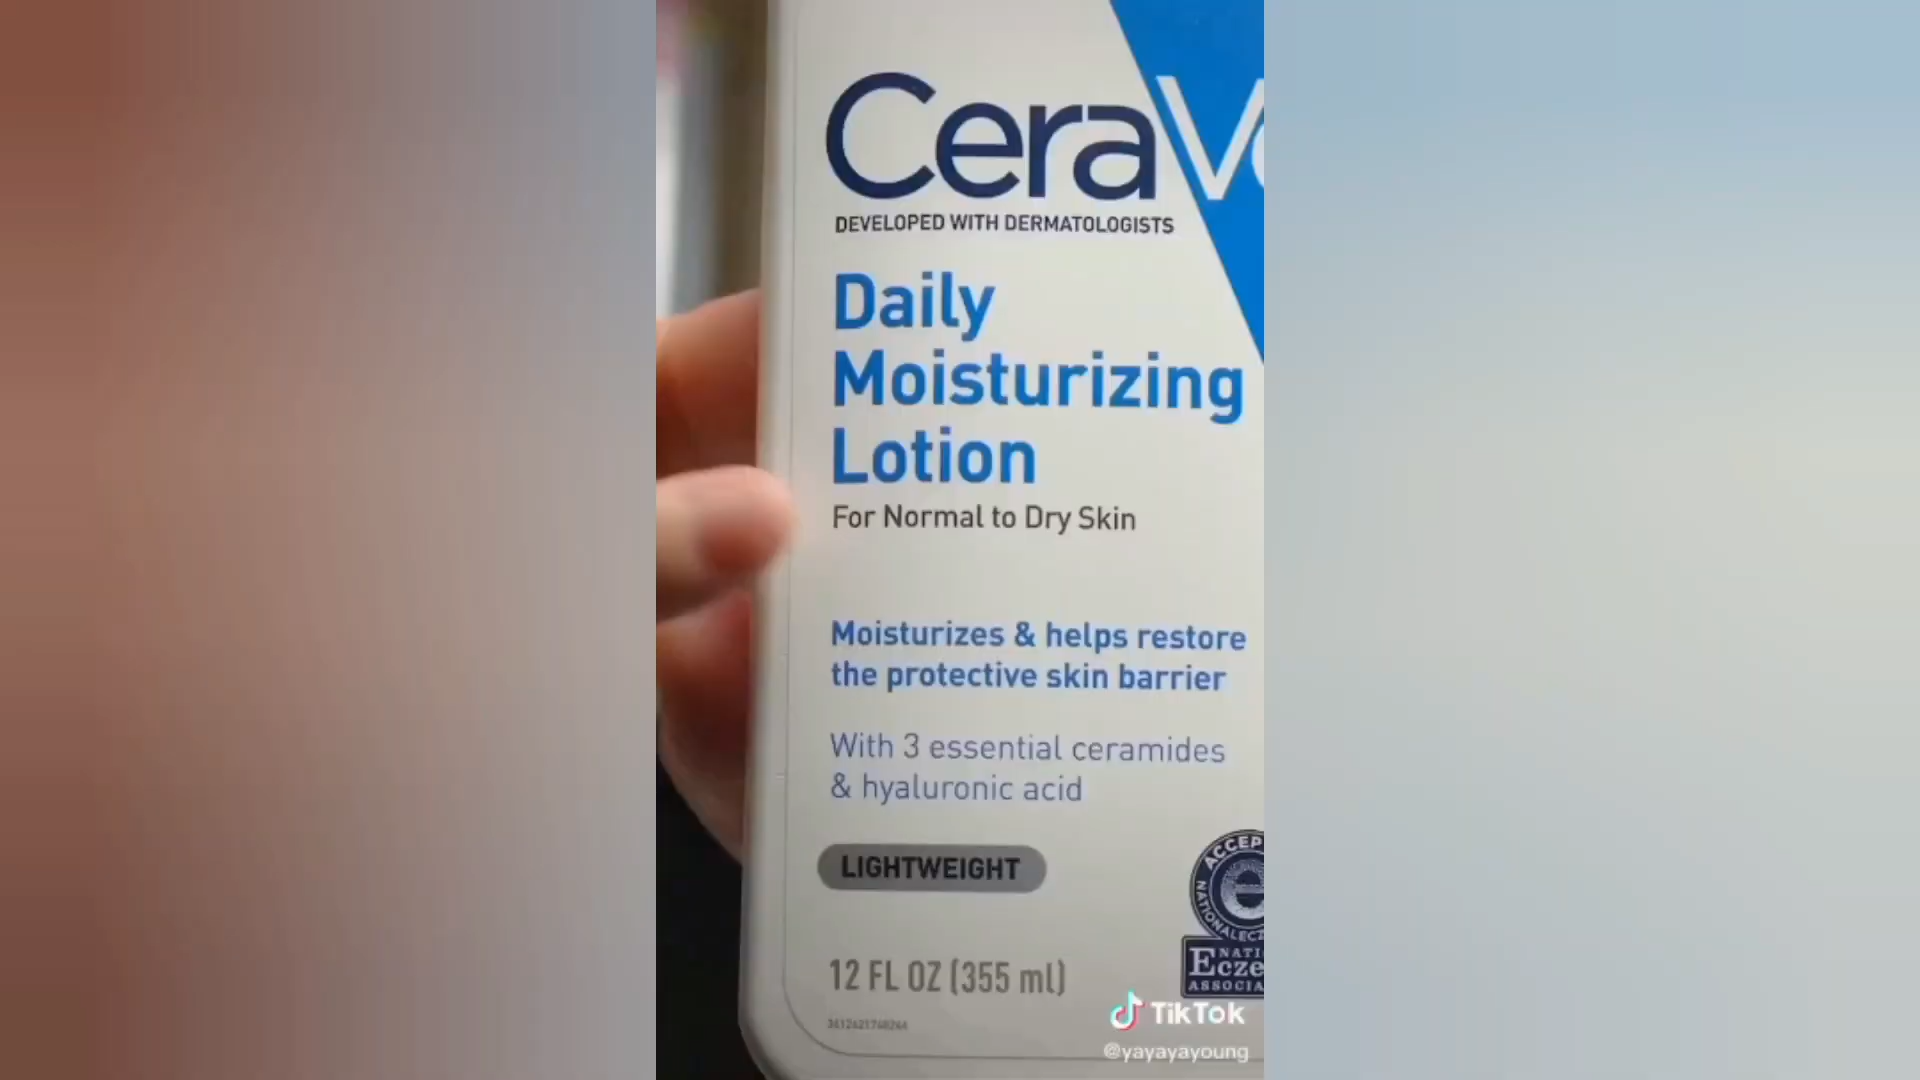 CeraV
DEVELOPED WITH DERMATOLOGISTS
Daily
Moisturizing
Lotion
For Normal to Dry Skin
Moisturizes & helps restore
the protective skin barrier
With 3 essential ceramides
& hyaluronic acid
LIGHTWEIGHT
12 FL OZ (355 ml)
TikTok
@yayayayoung